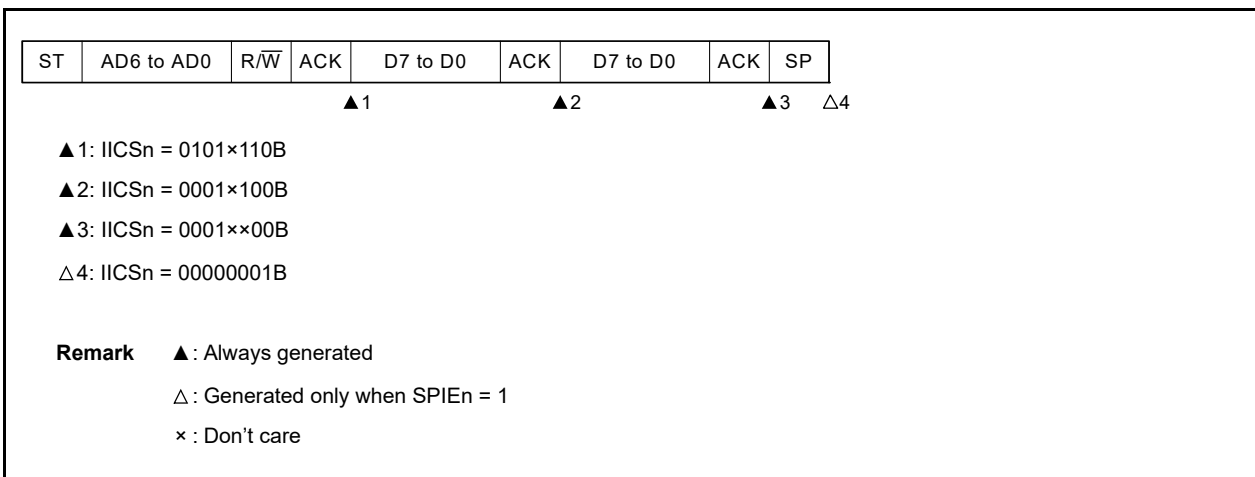 ST AD6 to AD0 R/W̅ ACK D7 to D0 ACK D7 to D0 ACK SP
▲1 ▲2 ▲3 △4
▲1: IICSn = 0101×110B
▲2: IICSn = 0001×100B
▲3: IICSn = 0001××00B
△4: IICSn = 00000001B
Remark ▲: Always generated
△: Generated only when SPIEn = 1
×: Don’t care